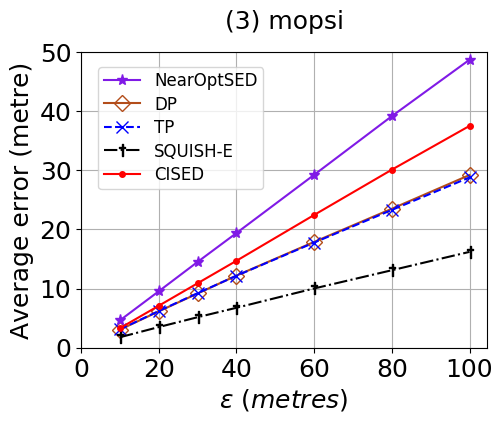 (3) mopsi
Average error (metre)
50
40
30
20
10
0
NearOptSED
DP
TP
SQUISH-E
CISED
0 20 40 60 80 100
ε (metres)